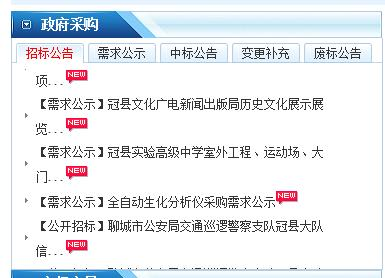 政府采购
招标公告 需求公示 中标公告 变更补充 废标公告
项... NEW
【需求公示】冠县文化广电新闻出版局历史文化展示展
览... NEW
【需求公示】冠县实验高级中学室外工程、运动场、大
门... NEW
【需求公示】全自动生化分析仪采购需求公示 NEW
【公开招标】聊城市公安局交通巡逻警察支队冠县大队
信... NEW